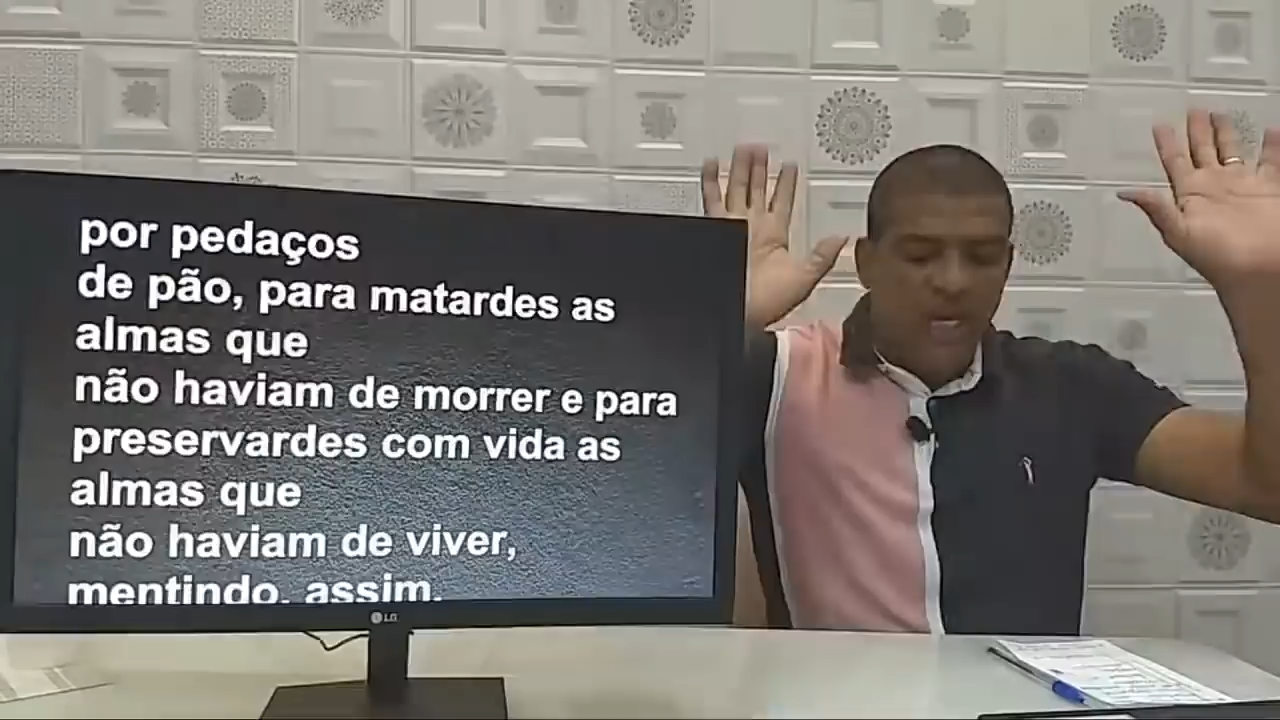 por pedaços
de pão, para matardes as
almas que
não haviam de morrer e para
preservardes com vida as
almas que
não haviam de viver,
mentindo, assim,
LG